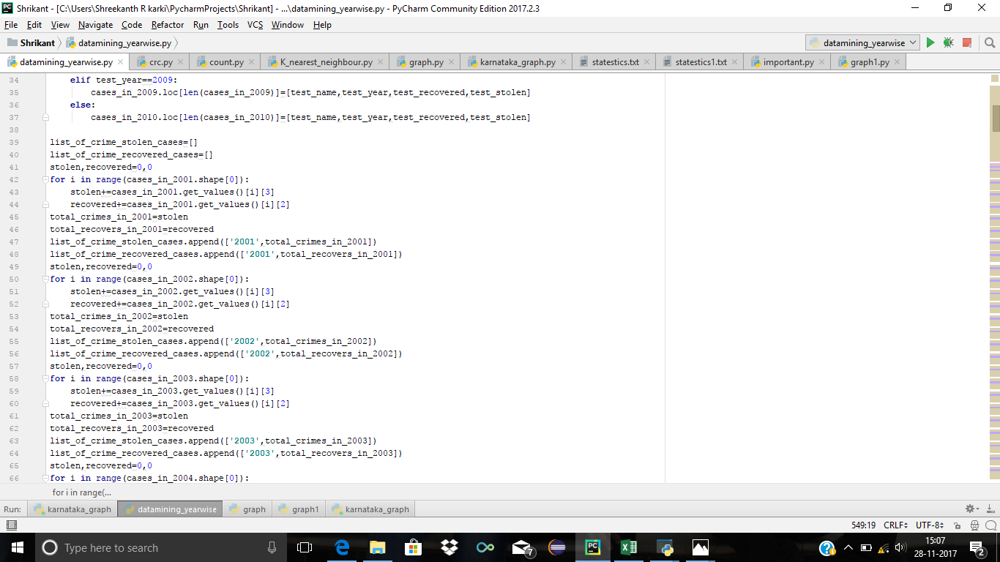 Shrikant - [C:\Users\Shreekanth R karki\PycharmProjects\Shrikant] - ...\datamining_yearwise.py - PyCharm Community Edition 2017.2.3
File Edit View Navigate Code Refactor Run Tools VCS Window Help
Shrikant datamining_yearwise.py datamining_yearwise
datamining_yearwise.py crc.py count.py K_nearest_neighbour.py graph.py karnataka_graph.py statestics.txt statestics1.txt important.py graph1.py
34 elif test_year==2009:
35 cases_in_2009.loc[len(cases_in_2009)]=[test_name,test_year,test_recovered,test_stolen]
36 else:
37 cases_in_2010.loc[len(cases_in_2010)]=[test_name,test_year,test_recovered,test_stolen]
38
39 list_of_crime_stolen_cases=[]
40 list_of_crime_recovered_cases=[]
41 stolen,recovered=0,0
42 for i in range(cases_in_2001.shape[0]):
43 stolen+=cases_in_2001.get_values()[i][3]
44 recovered+=cases_in_2001.get_values()[i][2]
45 total_crimes_in_2001=stolen
46 total_recovers_in_2001=recovered
47 list_of_crime_stolen_cases.append(['2001',total_crimes_in_2001])
48 list_of_crime_recovered_cases.append(['2001',total_recovers_in_2001])
49 stolen,recovered=0,0
50 for i in range(cases_in_2002.shape[0]):
51 stolen+=cases_in_2002.get_values()[i][3]
52 recovered+=cases_in_2002.get_values()[i][2]
53 total_crimes_in_2002=stolen
54 total_recovers_in_2002=recovered
55 list_of_crime_stolen_cases.append(['2002',total_crimes_in_2002])
56 list_of_crime_recovered_cases.append(['2002',total_recovers_in_2002])
57 stolen,recovered=0,0
58 for i in range(cases_in_2003.shape[0]):
59 stolen+=cases_in_2003.get_values()[i][3]
60 recovered+=cases_in_2003.get_values()[i][2]
61 total_crimes_in_2003=stolen
62 total_recovers_in_2003=recovered
63 list_of_crime_stolen_cases.append(['2003',total_crimes_in_2003])
64 list_of_crime_recovered_cases.append(['2003',total_recovers_in_2003])
65 stolen,recovered=0,0
66 for i in range(cases_in_2004.shape[0]):
for i in range(...
Run: karnataka_graph datamining_yearwise graph graph1 karnataka_graph
549:19 CRLF UTF-8
Type here to search
7
15:07
28-11-2017
2